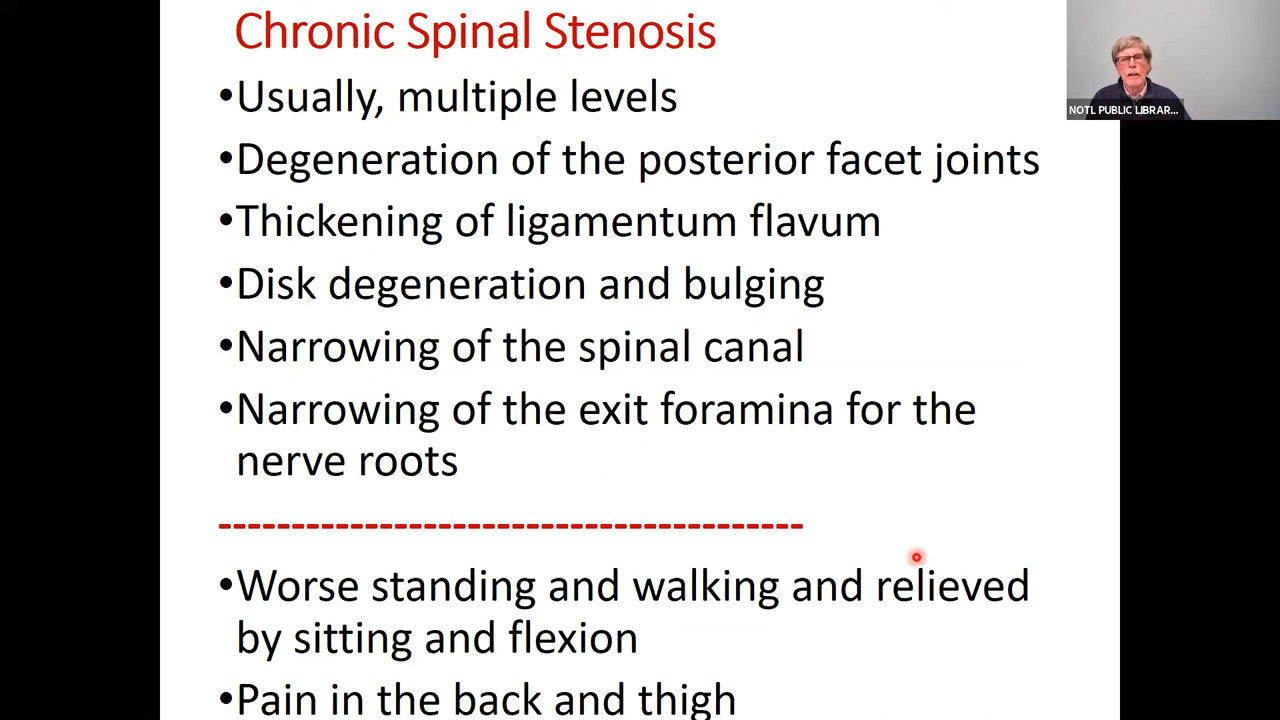 Chronic Spinal Stenosis
NOTL PUBLIC LIBRAR...
•Usually, multiple levels
•Degeneration of the posterior facet joints
•Thickening of ligamentum flavum
•Disk degeneration and bulging
•Narrowing of the spinal canal
•Narrowing of the exit foramina for the
nerve roots
----------------------------------------
•Worse standing and walking and relieved
by sitting and flexion
•Pain in the back and thigh